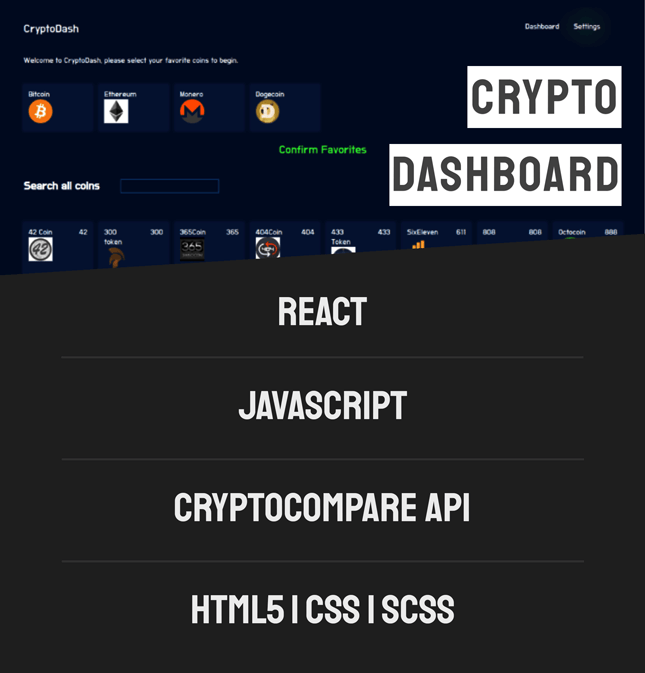 CryptoDash
Dashboard Settings
Welcome to CryptoDash, please select your favorite coins to begin.
CRYPTO
Bitcoin Ethereum Monero Dogecoin
Confirm Favorites
DASHBOARD
Search all coins
42 Coin 42 300 token 300 365Coin 365 404Coin 404 433 Token 433 SixEleven 611 808 808 Octocoin 888
365
REACT
JAVASCRIPT
CRYPTOCOMPARE API
HTML5 | CSS | SCSS